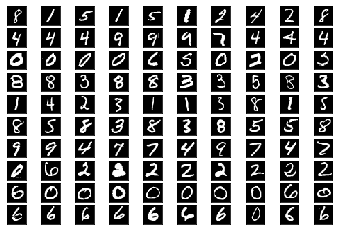 8 1 5 1 5 1 2 4 2 8
4 4 4 9 9 9 7 4 4 4
0 0 0 0 6 5 0 2 0 5
8 8 3 8 8 3 3 5 8 3
1 4 2 3 1 1 3 8 1 5
8 5 8 3 8 3 8 5 5 8
9 9 4 7 7 4 9 7 4 7
0 6 2 2 2 2 2 2 2 2
6 0 0 0 0 0 0 0 6 0
6 6 6 6 6 6 6 0 6 6